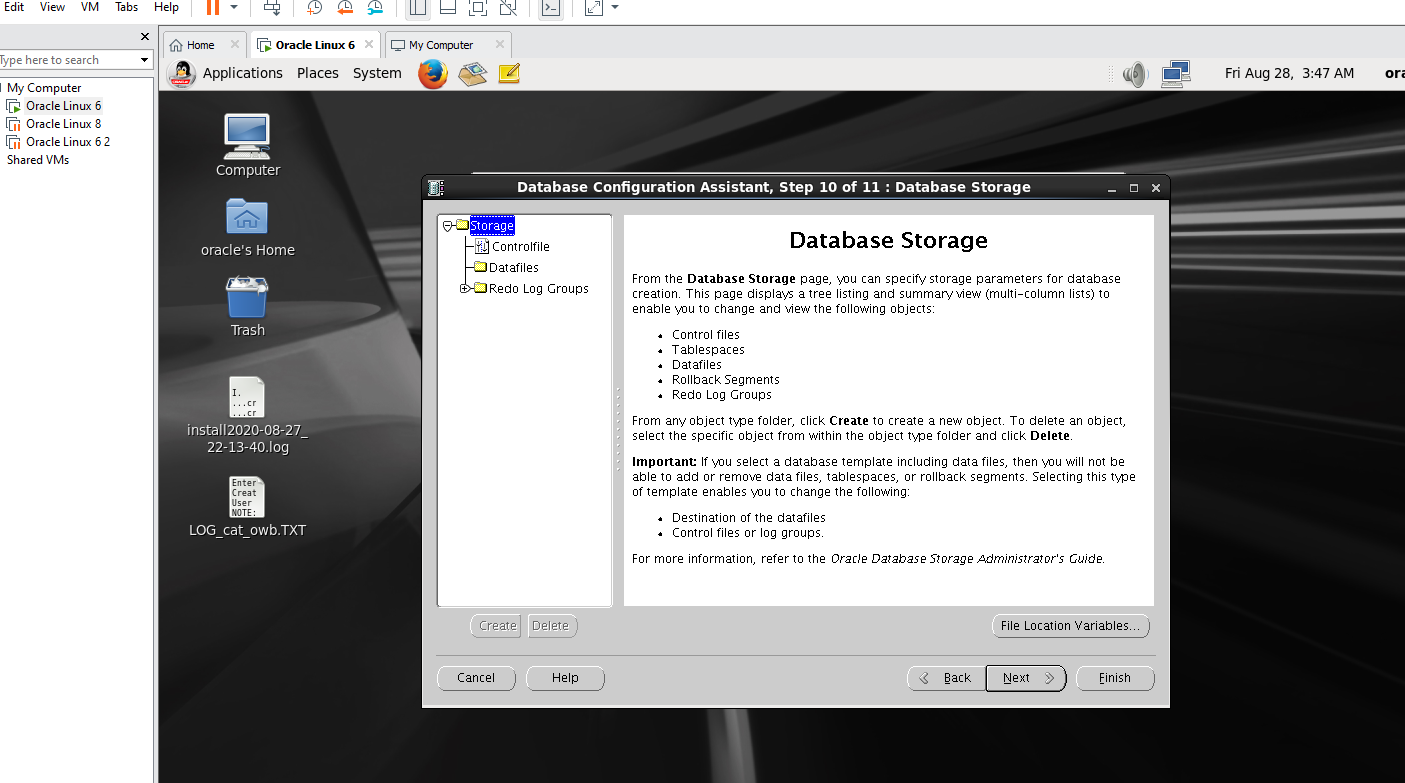 Edit View VM Tabs Help
Type here to search
My Computer
Oracle Linux 6
Oracle Linux 8
Oracle Linux 6 2
Shared VMs
Home
Oracle Linux 6
My Computer
Applications Places System
Fri Aug 28, 3:47 AM
Computer
oracle's Home
Trash
I.
...cr
...cr
install2020-08-27_
22-13-40.log
Enter
Creat
User
NOTE:
LOG_cat_owb.TXT
Database Configuration Assistant, Step 10 of 11 : Database Storage
Storage
Controlfile
Datafiles
Redo Log Groups
Database Storage
From the Database Storage page, you can specify storage parameters for database
creation. This page displays a tree listing and summary view (multi-column lists) to
enable you to change and view the following objects:
• Control files
• Tablespaces
• Datafiles
• Rollback Segments
• Redo Log Groups
From any object type folder, click Create to create a new object. To delete an object,
select the specific object from within the object type folder and click Delete.
Important: If you select a database template including data files, then you will not be
able to add or remove data files, tablespaces, or rollback segments. Selecting this type
of template enables you to change the following:
• Destination of the datafiles
• Control files or log groups.
For more information, refer to the Oracle Database Storage Administrator's Guide.
Create Delete
File Location Variables...
Cancel Help Back Next Finish